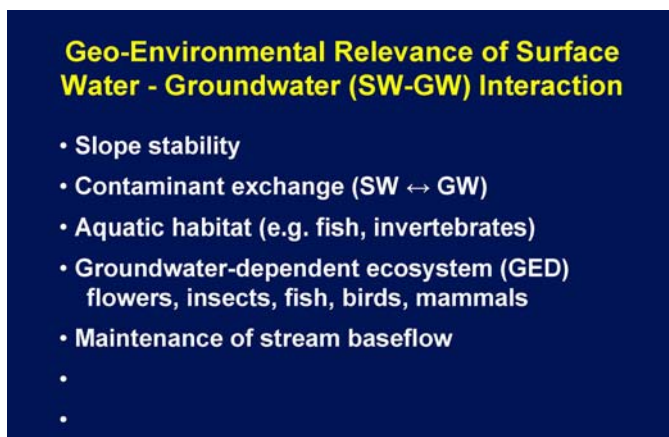 Geo-Environmental Relevance of Surface
Water - Groundwater (SW-GW) Interaction
• Slope stability
• Contaminant exchange (SW ↔ GW)
• Aquatic habitat (e.g. fish, invertebrates)
• Groundwater-dependent ecosystem (GED)
flowers, insects, fish, birds, mammals
• Maintenance of stream baseflow
•
•